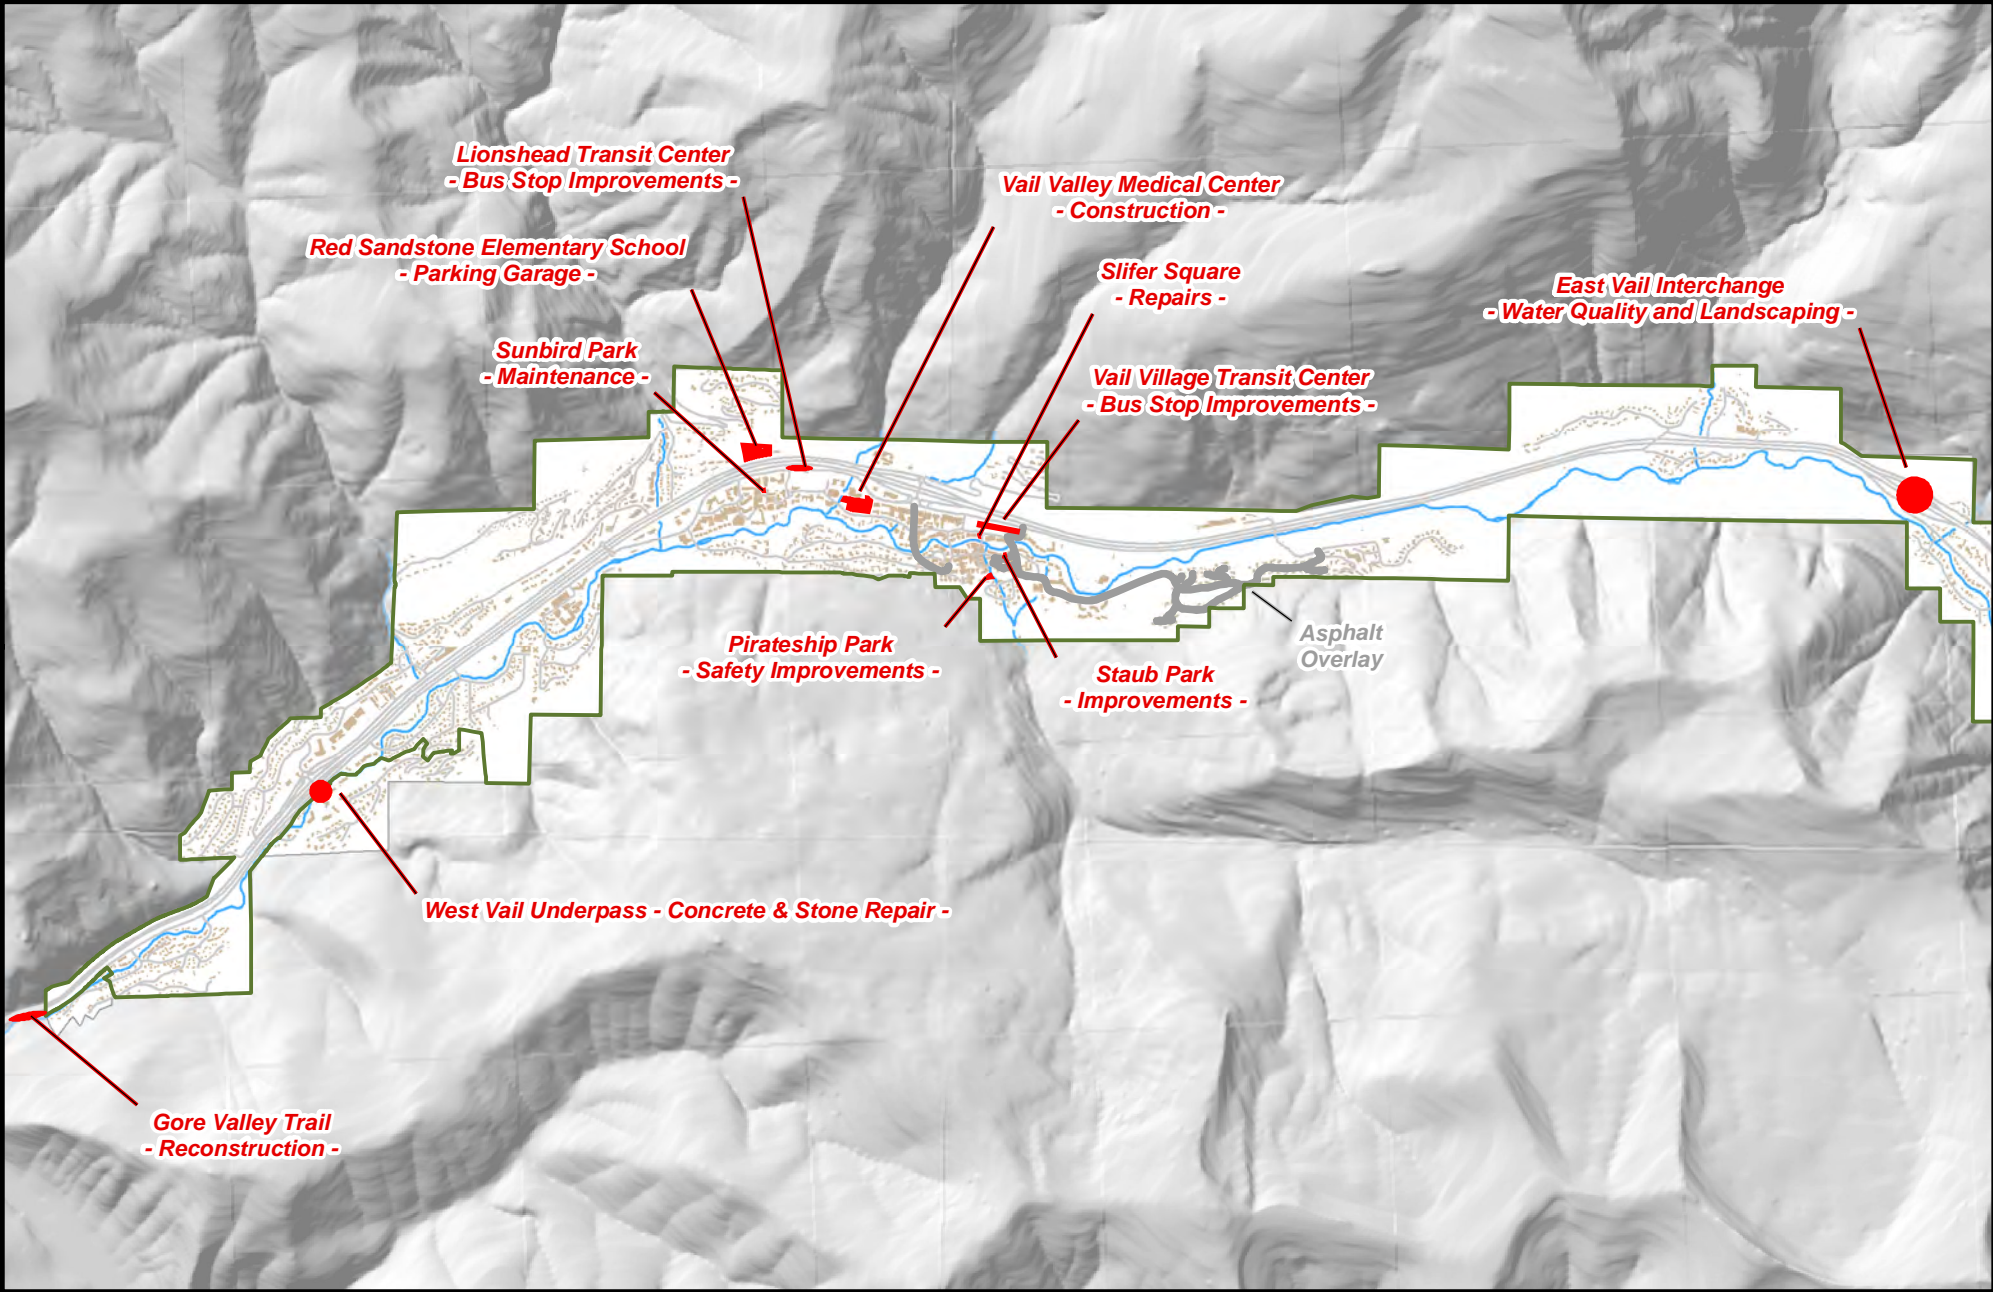 Lionshead Transit Center
- Bus Stop Improvements -
Vail Valley Medical Center
- Construction -
Red Sandstone Elementary School
- Parking Garage -
Slifer Square
- Repairs -
East Vail Interchange
- Water Quality and Landscaping -
Sunbird Park
- Maintenance -
Vail Village Transit Center
- Bus Stop Improvements -
Pirateship Park
- Safety Improvements -
Staub Park
- Improvements -
Asphalt
Overlay
West Vail Underpass - Concrete & Stone Repair -
Gore Valley Trail
- Reconstruction -